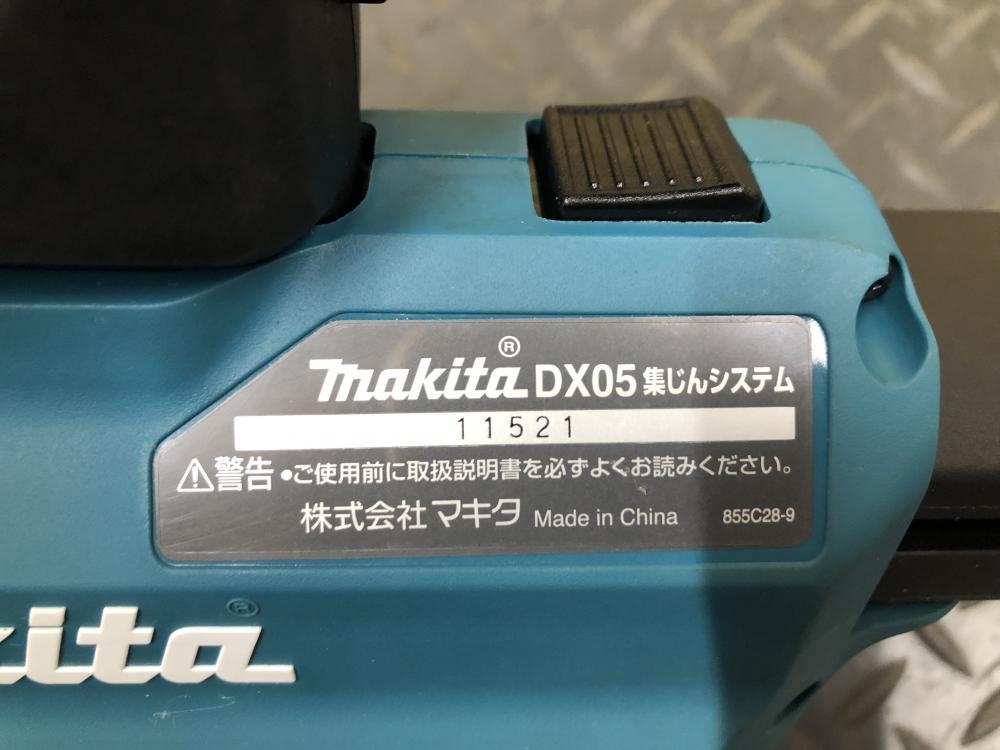 makita® DX05 集じんシステム
11521
⚠警告 •ご使用前に取扱説明書を必ずよくお読みください。
株式会社マキタ Made in China 855C28-9
kita®